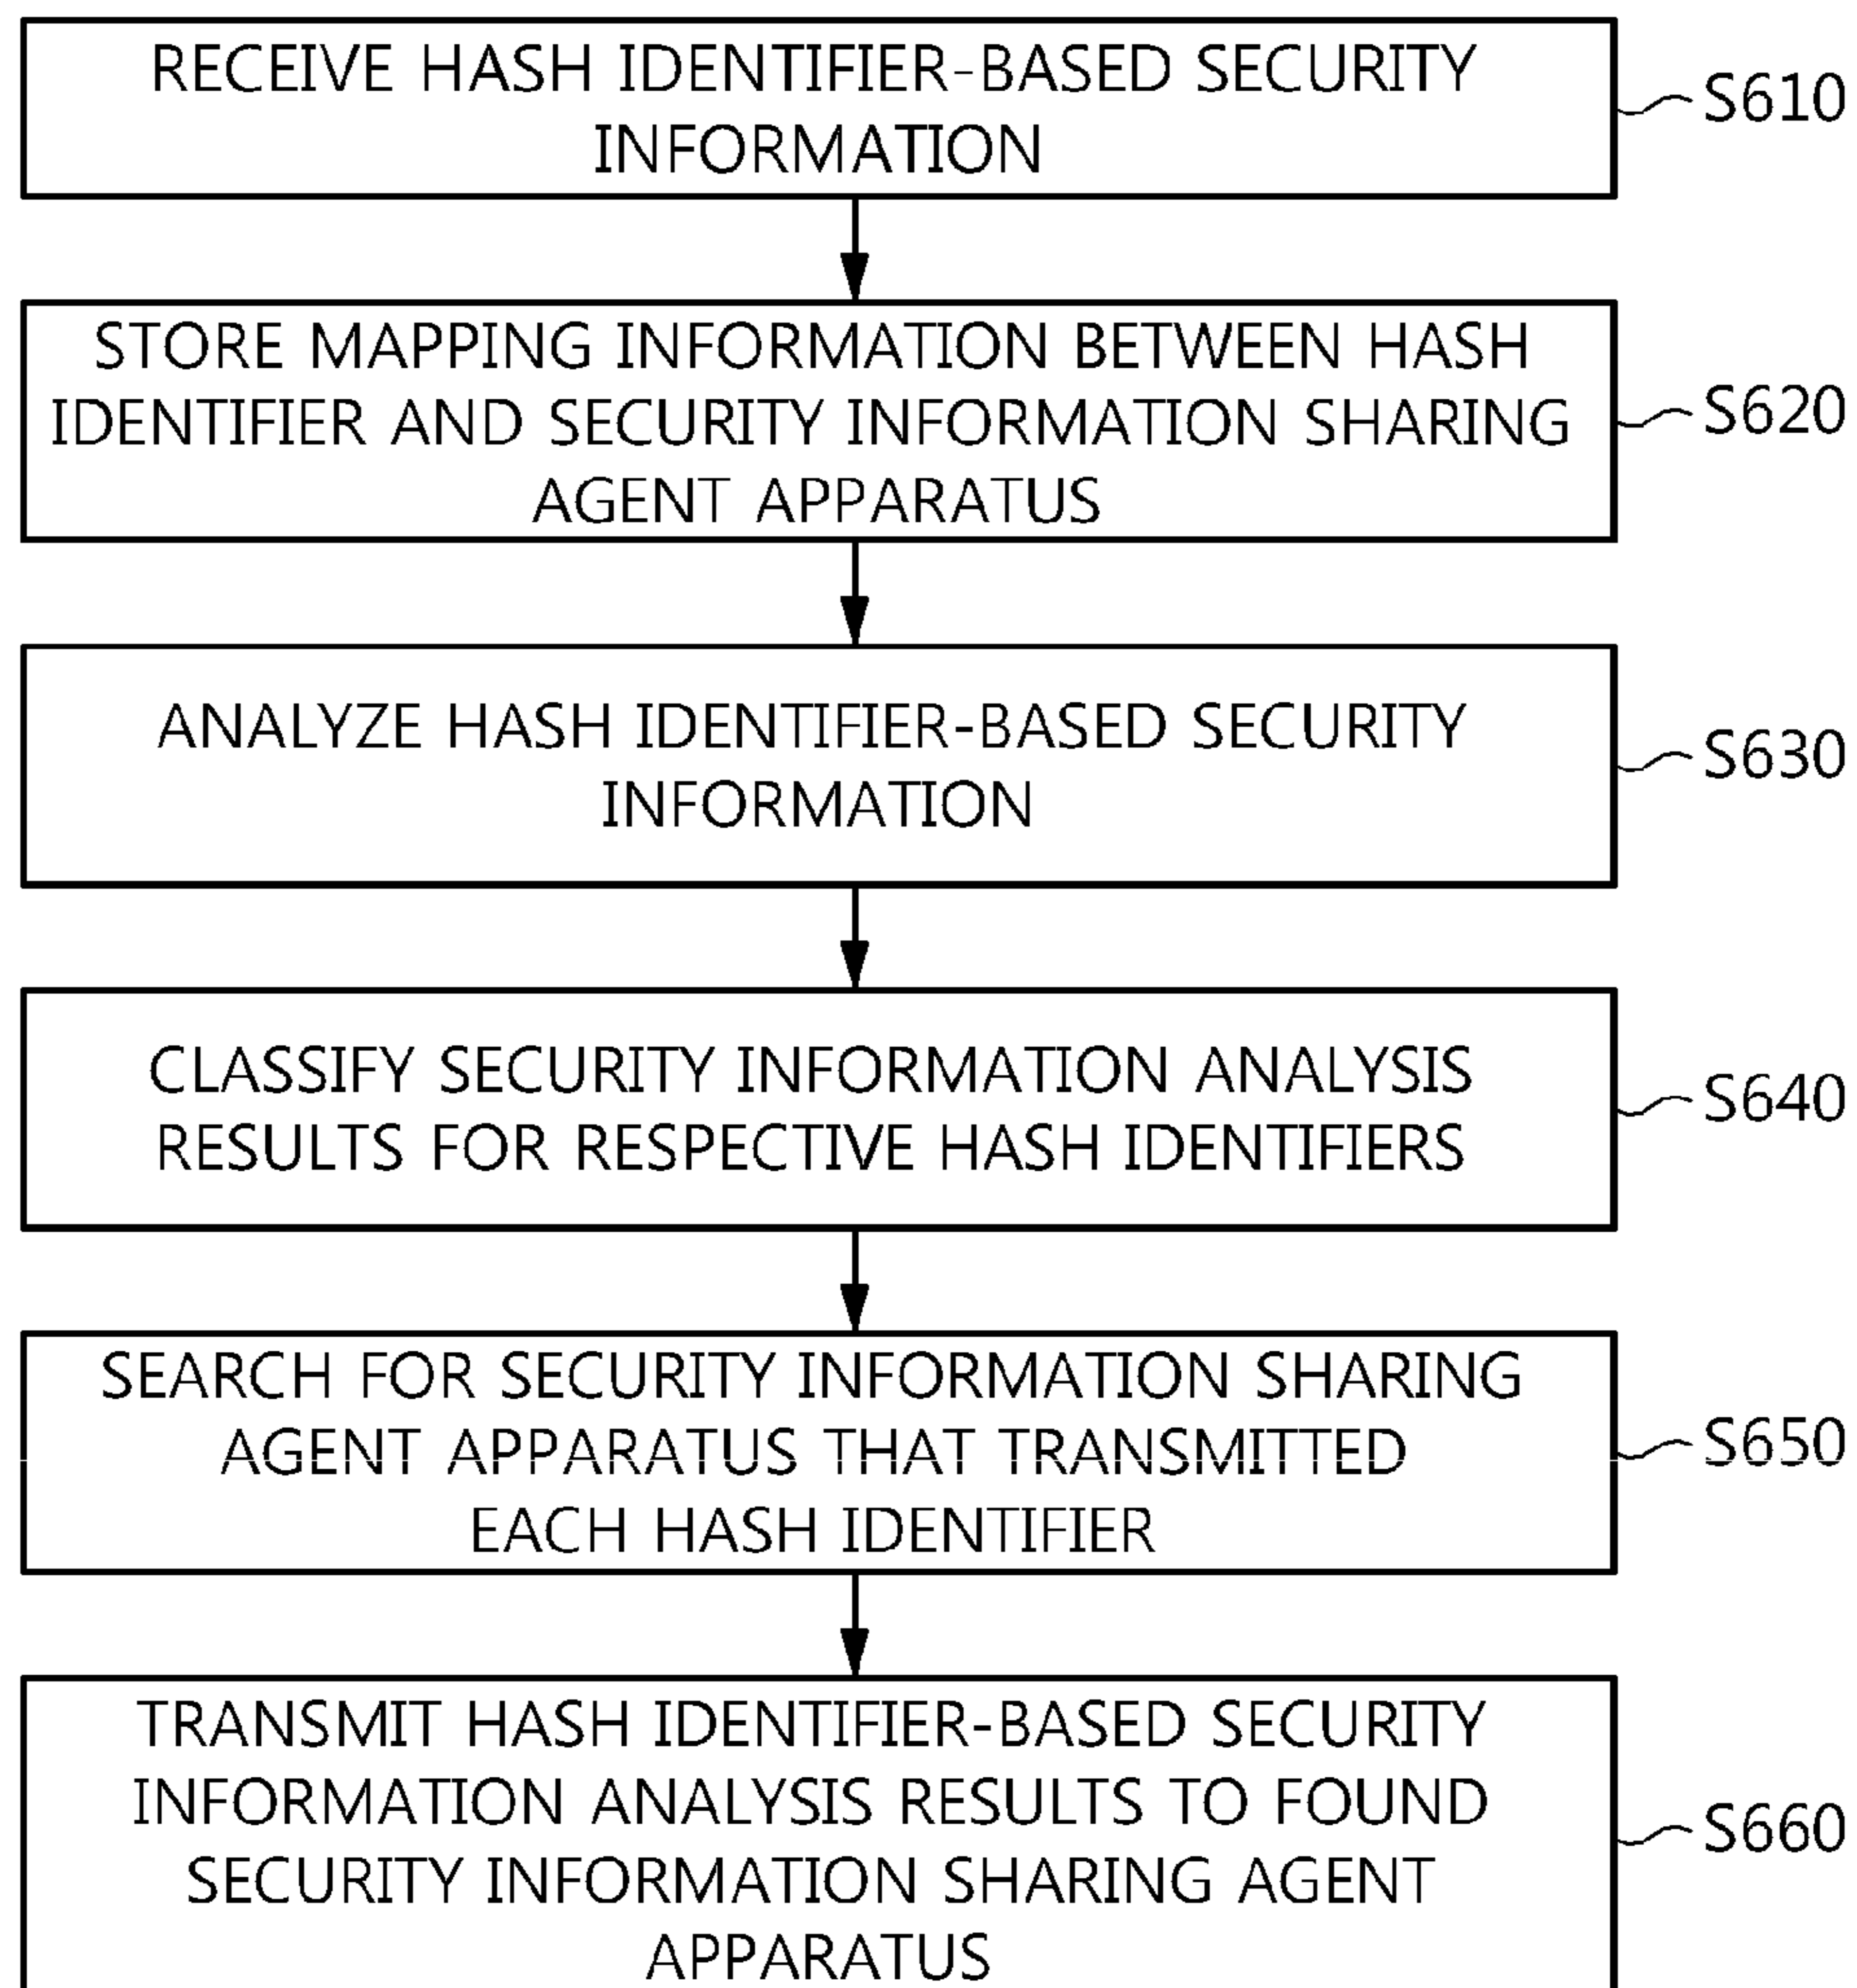 RECEIVE HASH IDENTIFIER-BASED SECURITY
INFORMATION
S610
STORE MAPPING INFORMATION BETWEEN HASH
IDENTIFIER AND SECURITY INFORMATION SHARING
AGENT APPARATUS
S620
ANALYZE HASH IDENTIFIER-BASED SECURITY
INFORMATION
S630
CLASSIFY SECURITY INFORMATION ANALYSIS
RESULTS FOR RESPECTIVE HASH IDENTIFIERS
S640
SEARCH FOR SECURITY INFORMATION SHARING
AGENT APPARATUS THAT TRANSMITTED
EACH HASH IDENTIFIER
S650
TRANSMIT HASH IDENTIFIER-BASED SECURITY
INFORMATION ANALYSIS RESULTS TO FOUND
SECURITY INFORMATION SHARING AGENT
APPARATUS
S660